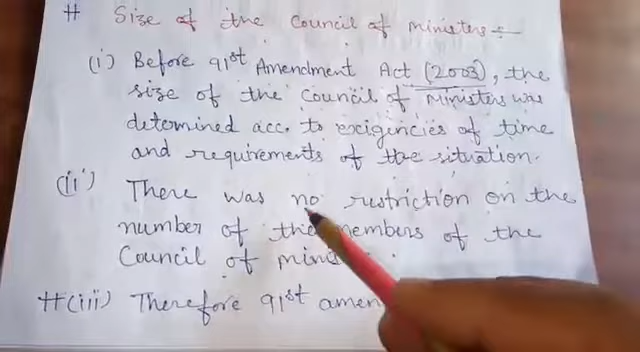 # Size of the Council of ministers :-
(i) Before 91st Amendment Act (2003), the
size of the Council of ministers was
determined acc. to exigencies of time
and requirements of the situation.
(ii) There was no restriction on the
number of the members of the
Council of
#(iii) Therefore 91st